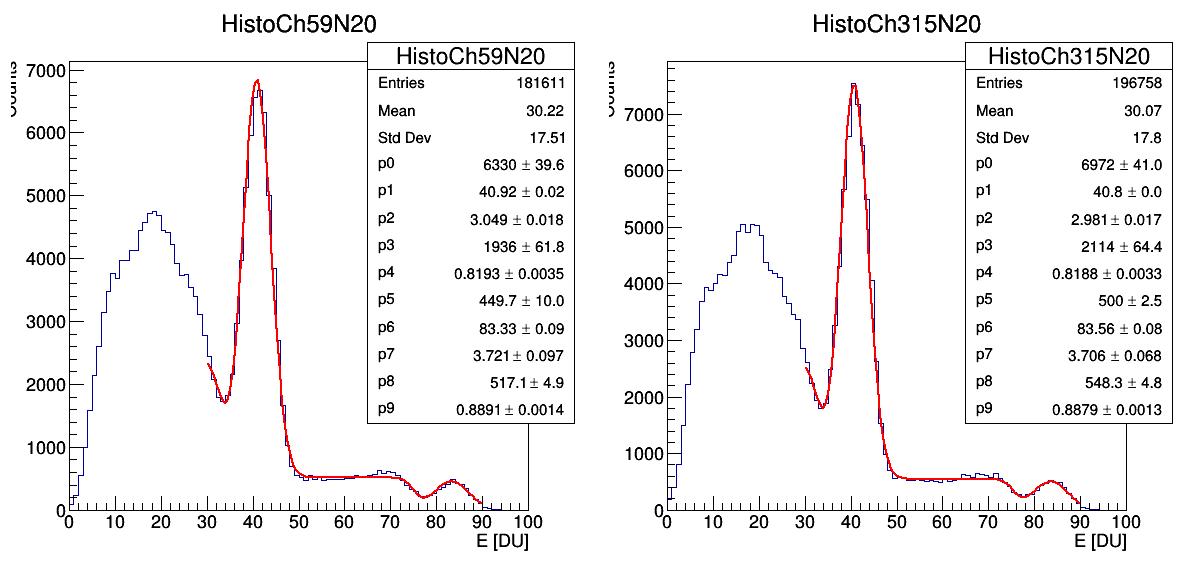 HistoCh59N20
HistoCh59N20
Entries 181611
Mean 30.22
Std Dev 17.51
p0 6330 ± 39.6
p1 40.92 ± 0.02
p2 3.049 ± 0.018
p3 1936 ± 61.8
p4 0.8193 ± 0.0035
p5 449.7 ± 10.0
p6 83.33 ± 0.09
p7 3.721 ± 0.097
p8 517.1 ± 4.9
p9 0.8891 ± 0.0014
Counts
7000
6000
5000
4000
3000
2000
1000
0
0 10 20 30 40 50 60 70 80 90 100
E [DU]
HistoCh315N20
HistoCh315N20
Entries 196758
Mean 30.07
Std Dev 17.8
p0 6972 ± 41.0
p1 40.8 ± 0.0
p2 2.981 ± 0.017
p3 2114 ± 64.4
p4 0.8188 ± 0.0033
p5 500 ± 2.5
p6 83.56 ± 0.08
p7 3.706 ± 0.068
p8 548.3 ± 4.8
p9 0.8879 ± 0.0013
Counts
7000
6000
5000
4000
3000
2000
1000
0
0 10 20 30 40 50 60 70 80 90 100
E [DU]